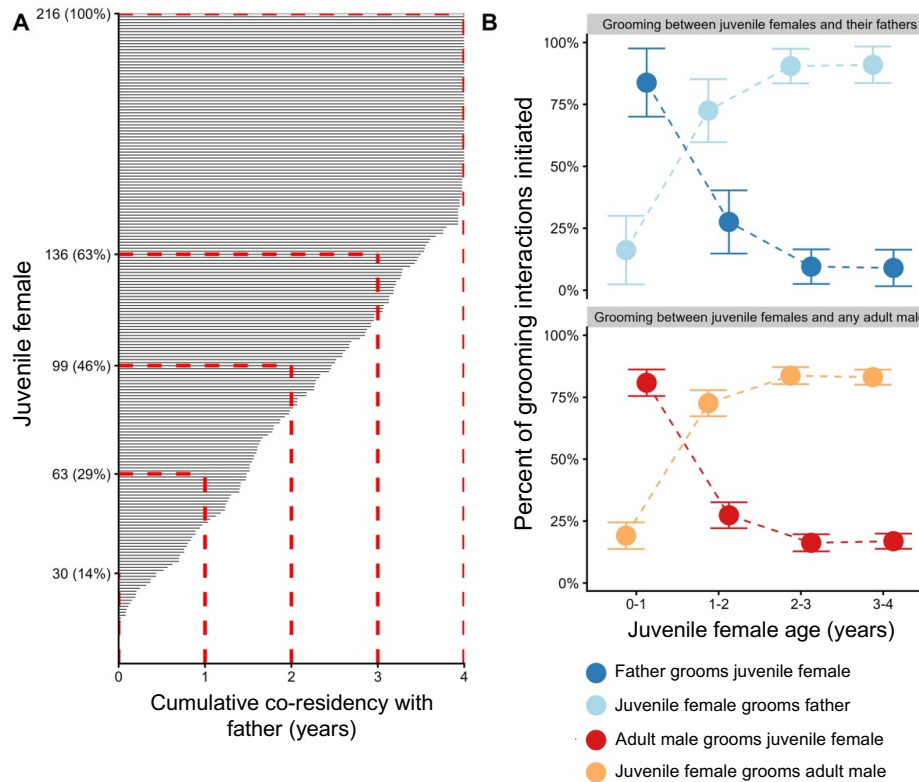 A
216 (100%)
136 (63%)
99 (46%)
63 (29%)
30 (14%)
Juvenile female
0
1
2
3
4
Cumulative co-residency with
father (years)
B
Grooming between juvenile females and their fathers
100%
75%
50%
25%
0%
Grooming between juvenile females and any adult male
100%
75%
50%
25%
0%
Percent of grooming interactions initiated
0-1
1-2
2-3
3-4
Juvenile female age (years)
Father grooms juvenile female
Juvenile female grooms father
Adult male grooms juvenile female
Juvenile female grooms adult male